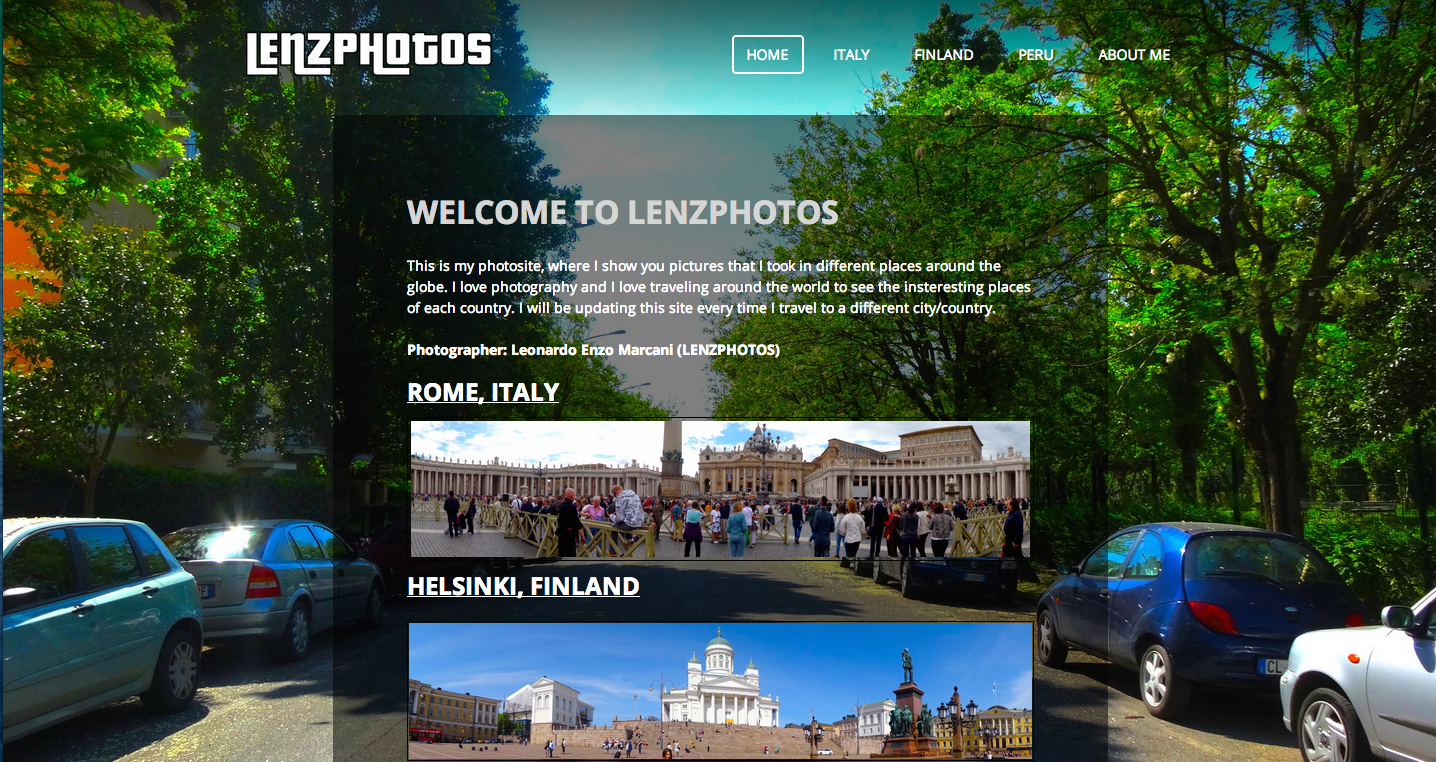 LENZPHOTOS
HOME ITALY FINLAND PERU ABOUT ME
WELCOME TO LENZPHOTOS
This is my photosite, where I show you pictures that I took in different places around the
globe. I love photography and I love traveling around the world to see the insteresting places
of each country. I will be updating this site every time I travel to a different city/country.
Photographer: Leonardo Enzo Marcani (LENZPHOTOS)
ROME, ITALY
HELSINKI, FINLAND
CL